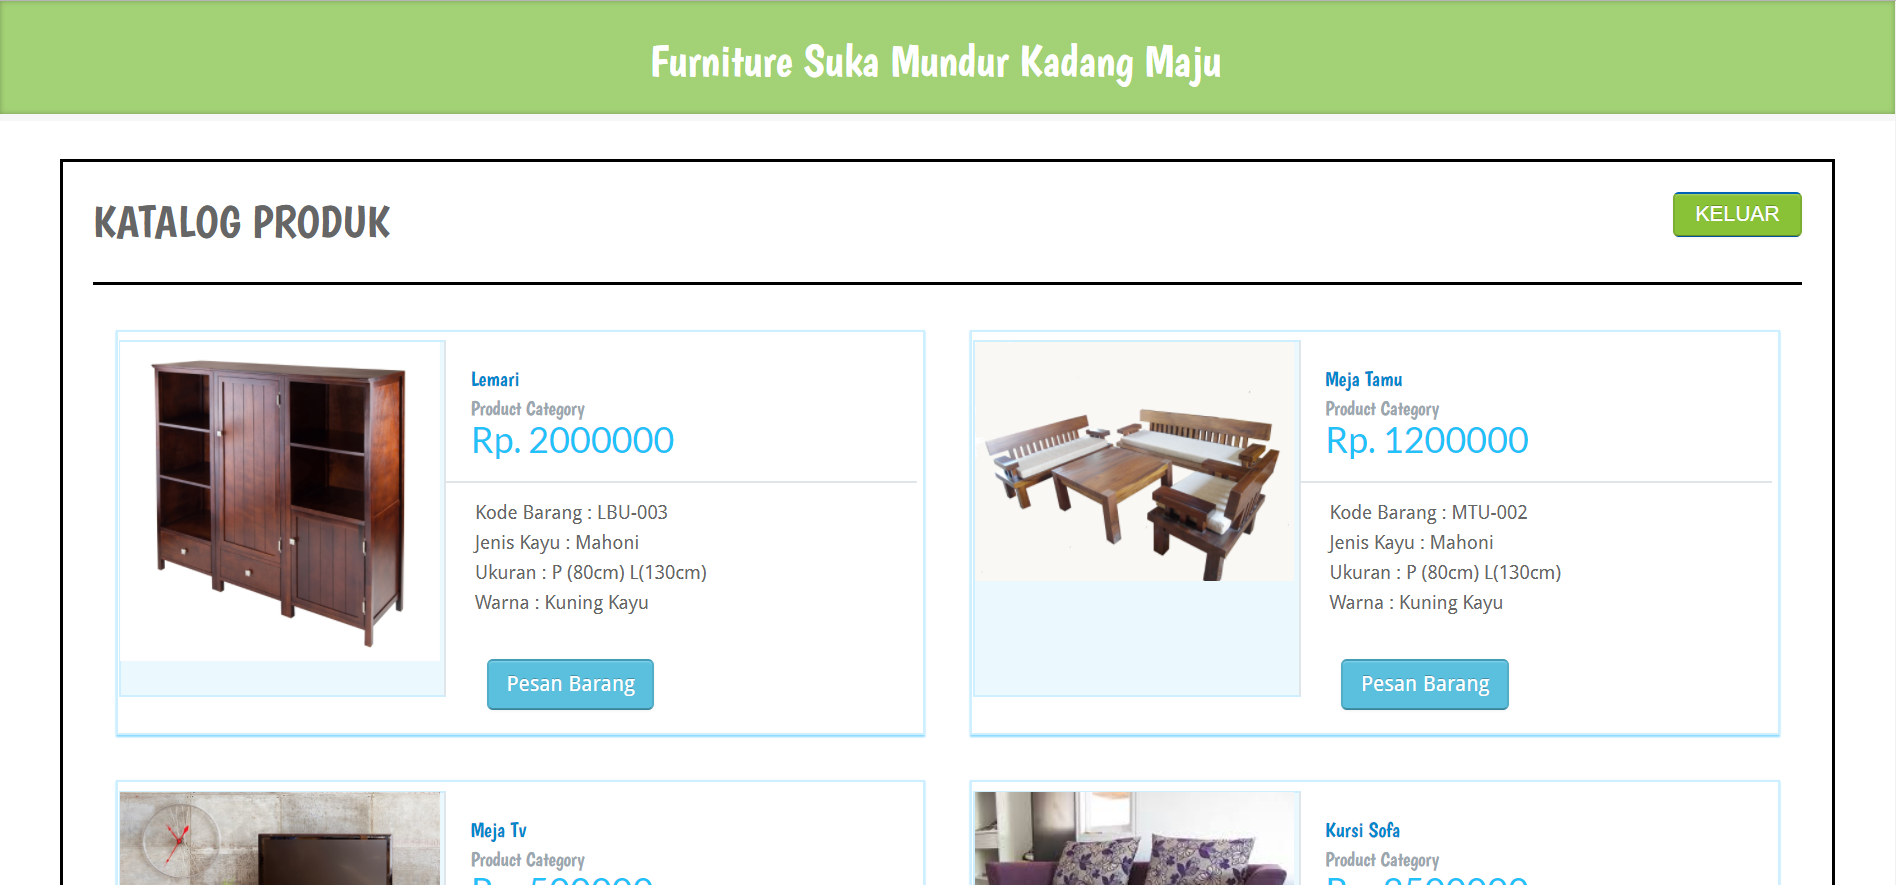 Furniture Suka Mundur Kadang Maju
KATALOG PRODUK
KELUAR
Lemari
Product Category
Rp. 2000000
Kode Barang : LBU-003
Jenis Kayu : Mahoni
Ukuran : P (80cm) L(130cm)
Warna : Kuning Kayu
Pesan Barang
Meja Tamu
Product Category
Rp. 1200000
Kode Barang : MTU-002
Jenis Kayu : Mahoni
Ukuran : P (80cm) L(130cm)
Warna : Kuning Kayu
Pesan Barang
Meja Tv
Product Category
Kursi Sofa
Product Category